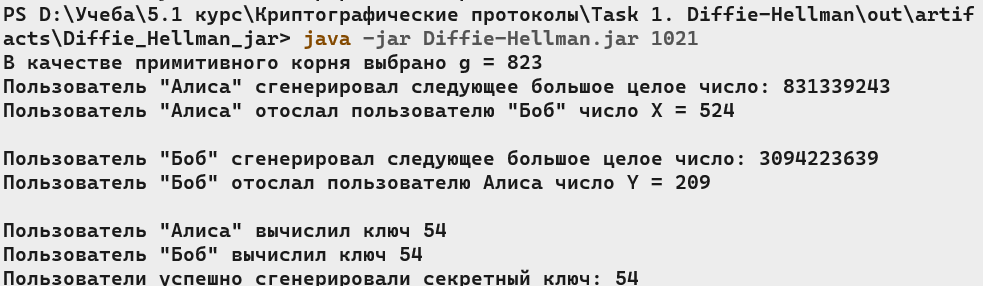 PS D:\Учеба\5.1 курс\Криптографические протоколы\Task 1. Diffie-Hellman\out\artif
acts\Diffie_Hellman_jar> java -jar Diffie-Hellman.jar 1021
В качестве примитивного корня выбрано g = 823
Пользователь "Алиса" сгенерировал следующее большое целое число: 831339243
Пользователь "Алиса" отослал пользователю "Боб" число X = 524
Пользователь "Боб" сгенерировал следующее большое целое число: 3094223639
Пользователь "Боб" отослал пользователю Алиса число Y = 209
Пользователь "Алиса" вычислил ключ 54
Пользователь "Боб" вычислил ключ 54
Пользователи успешно сгенерировали секретный ключ: 54